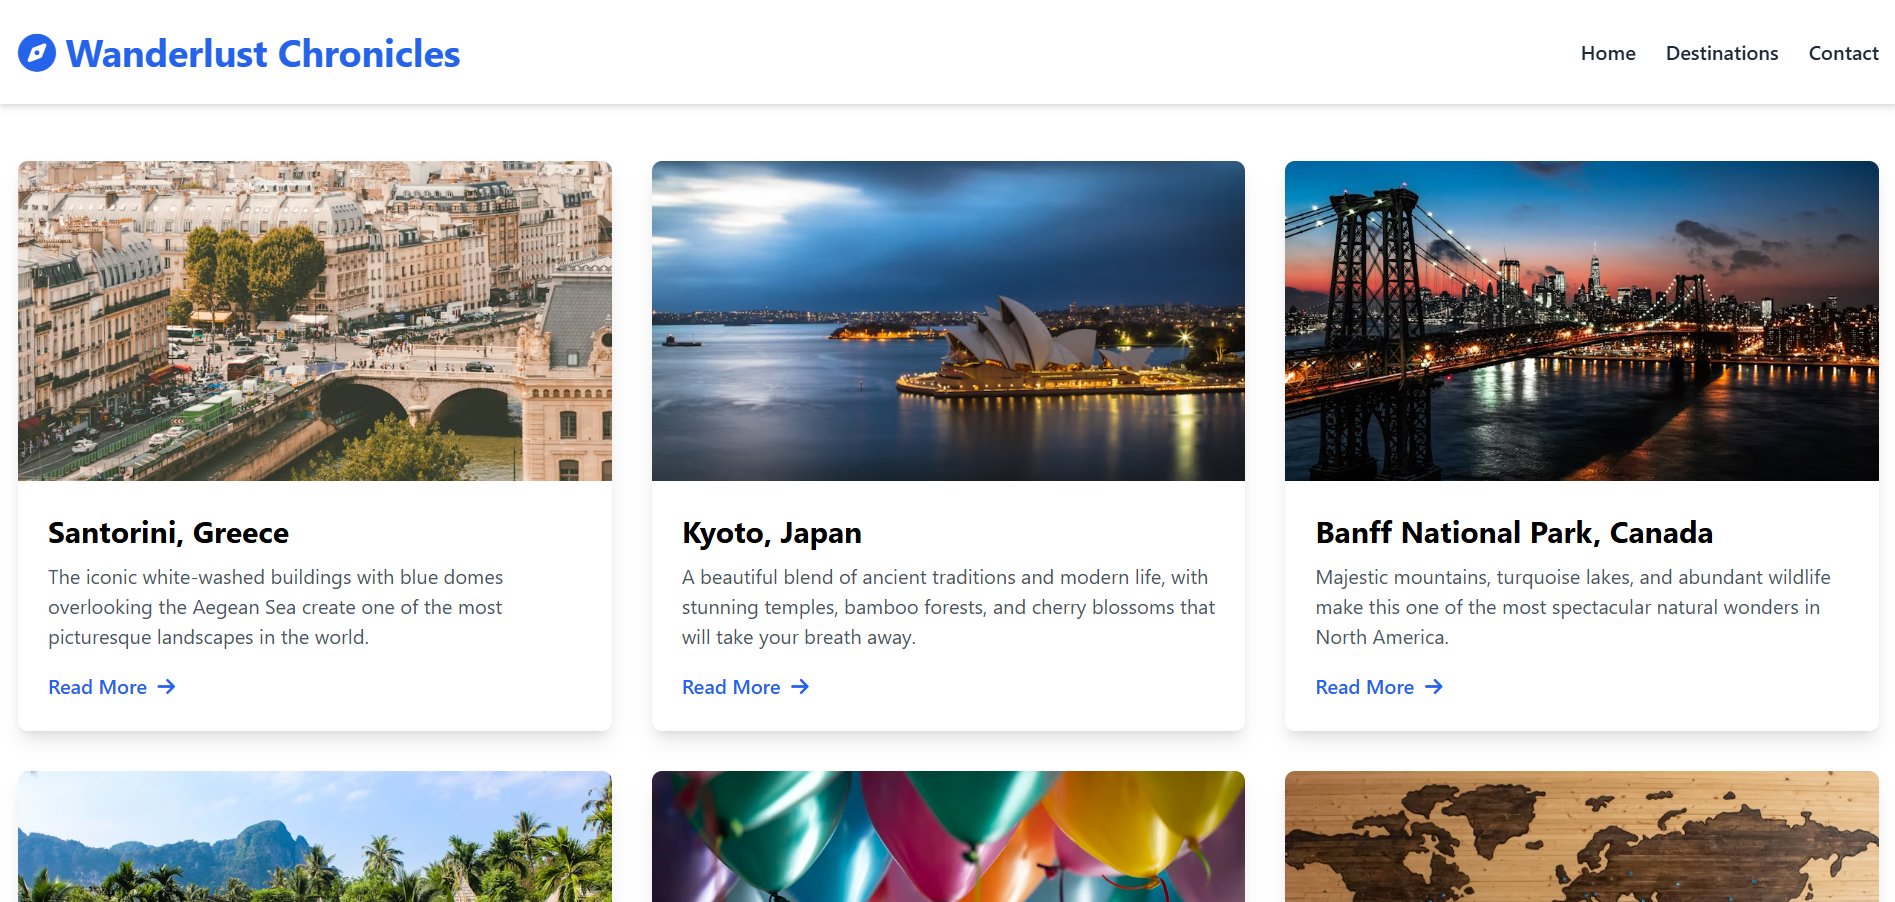 Wanderlust Chronicles
Home Destinations Contact
Santorini, Greece
The iconic white-washed buildings with blue domes
overlooking the Aegean Sea create one of the most
picturesque landscapes in the world.
Read More
Kyoto, Japan
A beautiful blend of ancient traditions and modern life, with
stunning temples, bamboo forests, and cherry blossoms that
will take your breath away.
Read More
Banff National Park, Canada
Majestic mountains, turquoise lakes, and abundant wildlife
make this one of the most spectacular natural wonders in
North America.
Read More